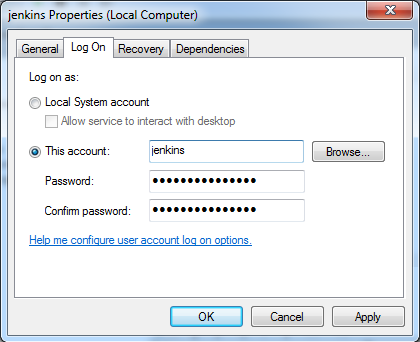 jenkins Properties (Local Computer)
General Log On Recovery Dependencies
Log on as:
Local System account
Allow service to interact with desktop
This account: jenkins Browse...
Password: •••••••••••••••
Confirm password: •••••••••••••••
Help me configure user account log on options.
OK Cancel Apply